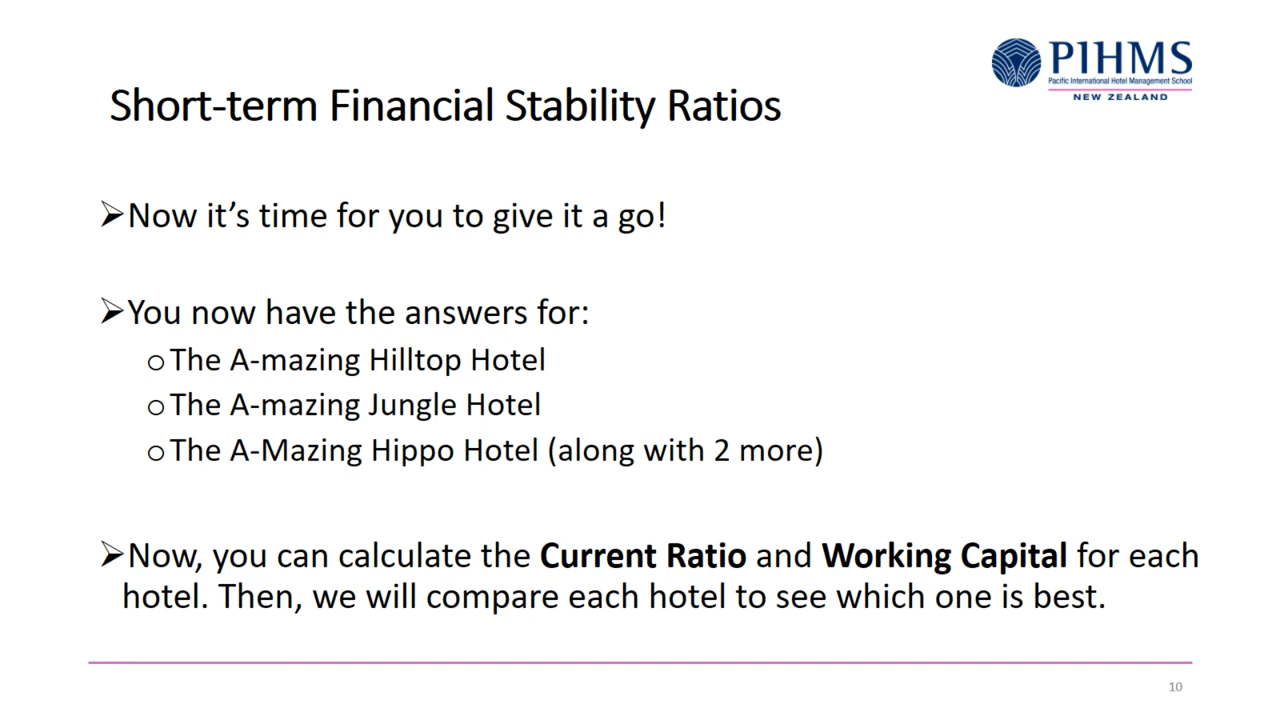 PIHMS
Pacific International Hotel Management School
NEW ZEALAND
Short-term Financial Stability Ratios
➢Now it’s time for you to give it a go!
➢You now have the answers for:
o The A-mazing Hilltop Hotel
o The A-mazing Jungle Hotel
o The A-Mazing Hippo Hotel (along with 2 more)
➢Now, you can calculate the Current Ratio and Working Capital for each
hotel. Then, we will compare each hotel to see which one is best.
10